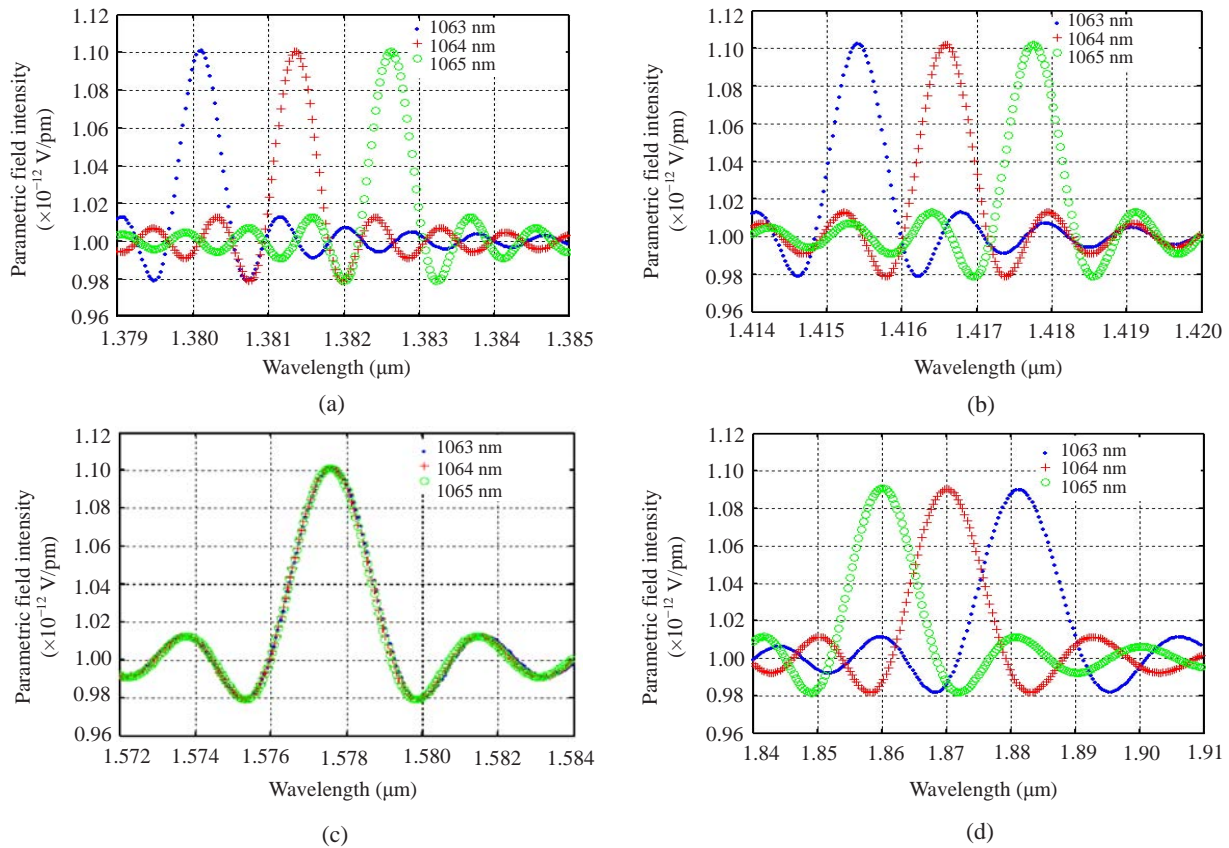 1.12
1.10
1.08
1.06
1.04
1.02
1.00
0.98
0.96
Parametric field intensity
(×10⁻¹² V/pm)
1063 nm
1064 nm
1065 nm
1.379 1.380 1.381 1.382 1.383 1.384 1.385
Wavelength (μm)
(a)
1.12
1.10
1.08
1.06
1.04
1.02
1.00
0.98
0.96
Parametric field intensity
(×10⁻¹² V/pm)
1063 nm
1064 nm
1065 nm
1.414 1.415 1.416 1.417 1.418 1.419 1.420
Wavelength (μm)
(b)
1.12
1.10
1.08
1.06
1.04
1.02
1.00
0.98
0.96
Parametric field intensity
(×10⁻¹² V/pm)
1063 nm
1064 nm
1065 nm
1.572 1.574 1.576 1.578 1.580 1.582 1.584
Wavelength (μm)
(c)
1.12
1.10
1.08
1.06
1.04
1.02
1.00
0.98
0.96
Parametric field intensity
(×10⁻¹² V/pm)
1063 nm
1064 nm
1065 nm
1.84 1.85 1.86 1.87 1.88 1.89 1.90 1.91
Wavelength (μm)
(d)